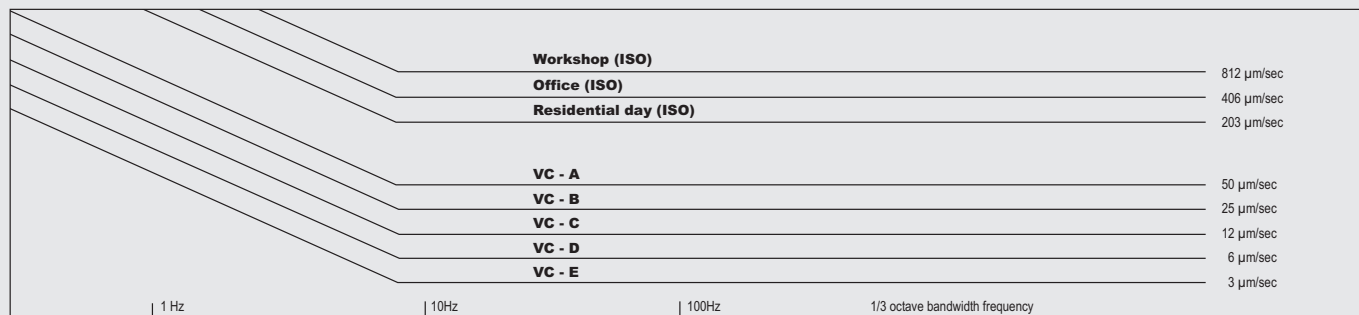 Workshop (ISO)
812 µm/sec
Office (ISO)
406 µm/sec
Residential day (ISO)
203 µm/sec
VC - A
50 µm/sec
VC - B
25 µm/sec
VC - C
12 µm/sec
VC - D
6 µm/sec
VC - E
3 µm/sec
1 Hz
10Hz
100Hz
1/3 octave bandwidth frequency